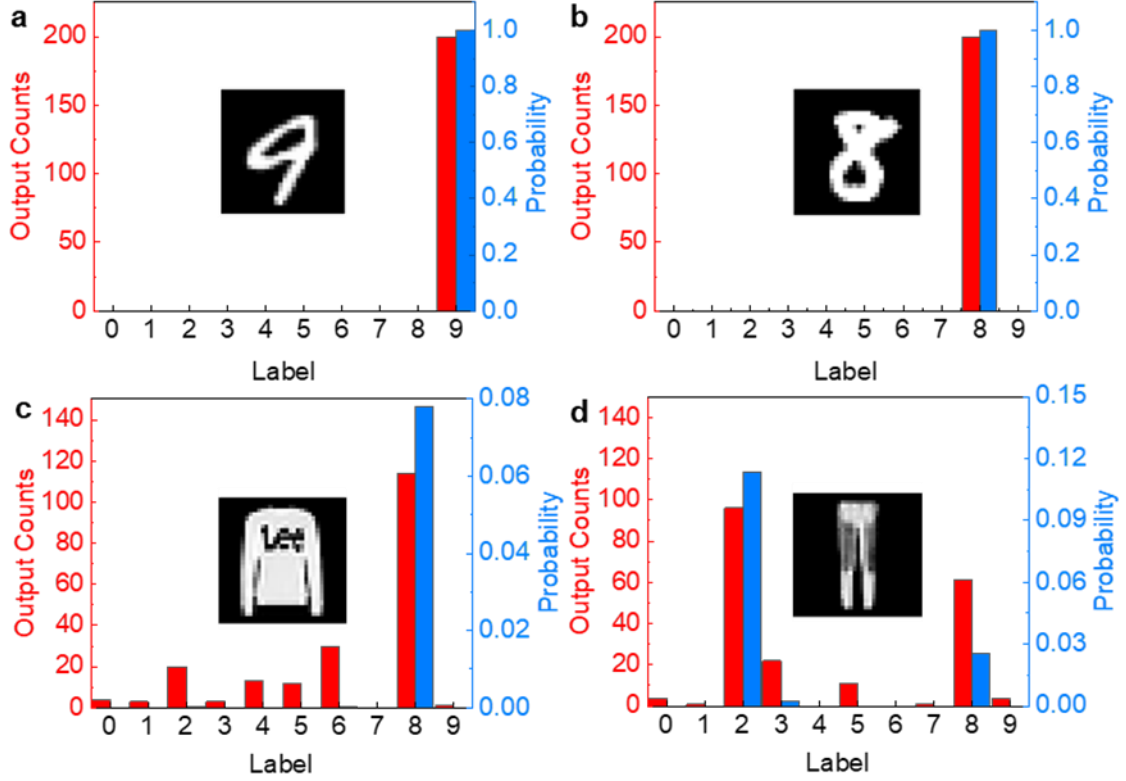 a
Output Counts
200
150
100
50
0
0 1 2 3 4 5 6 7 8 9
Label
1.0
0.8
0.6
0.4
0.2
0.0
Probability
9
b
Output Counts
200
150
100
50
0
0 1 2 3 4 5 6 7 8 9
Label
1.0
0.8
0.6
0.4
0.2
0.0
Probability
8
c
Output Counts
140
120
100
80
60
40
20
0
0 1 2 3 4 5 6 7 8 9
Label
0.08
0.06
0.04
0.02
0.00
Probability
Lee
d
Output Counts
140
120
100
80
60
40
20
0
0 1 2 3 4 5 6 7 8 9
Label
0.15
0.12
0.09
0.06
0.03
0.00
Probability